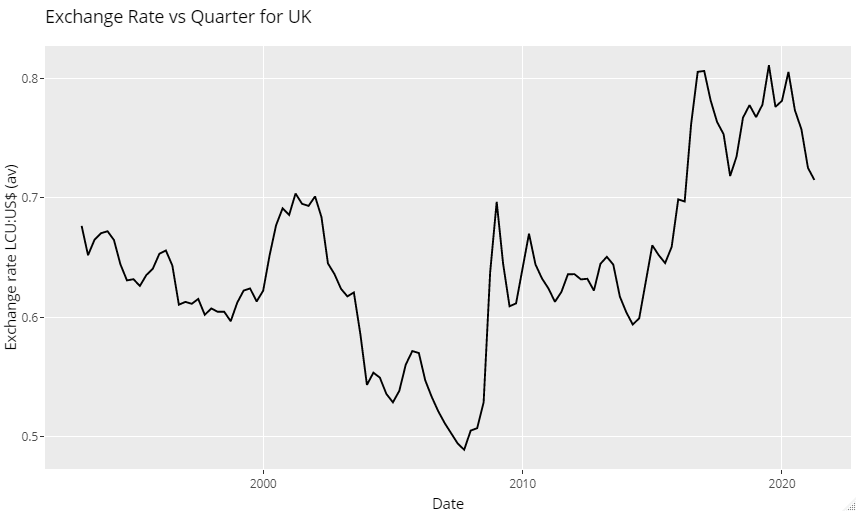 Exchange Rate vs Quarter for UK
Exchange rate LCU:US$ (av)
0.8
0.7
0.6
0.5
2000
2010
2020
Date